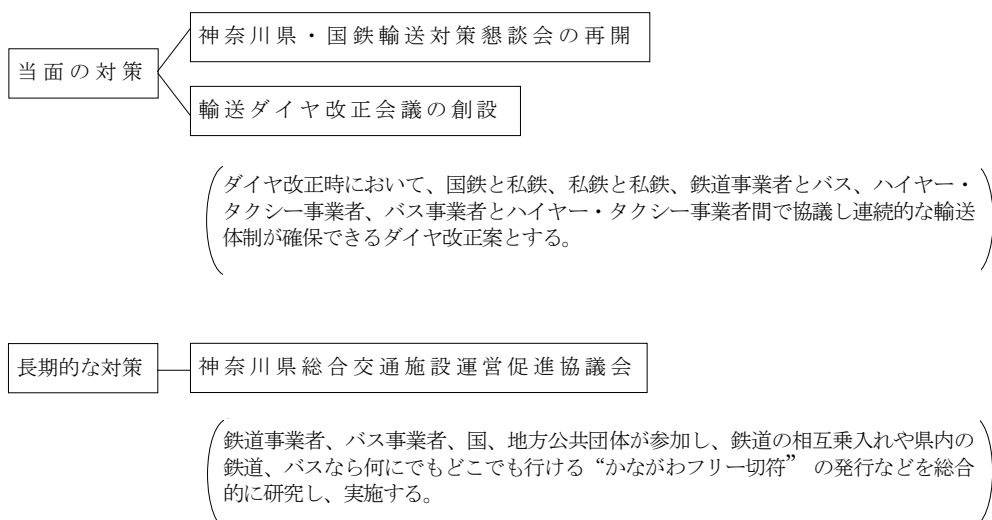 神奈川県・国鉄輸送対策懇談会の再開
当面の対策
輸送ダイヤ改正会議の創設
ダイヤ改正時において、国鉄と私鉄、私鉄と私鉄、鉄道事業者とバス、ハイヤー・
タクシー事業者、バス事業者とハイヤー・タクシー事業者間で協議し連続的な輸送
体制が確保できるダイヤ改正案とする。
長期的な対策
神奈川県総合交通施設運営促進協議会
鉄道事業者、バス事業者、国、地方公共団体が参加し、鉄道の相互乗入れや県内の
鉄道、バスなら何にでもどこでも行ける“かながわフリー切符” の発行などを総合
的に研究し、実施する。